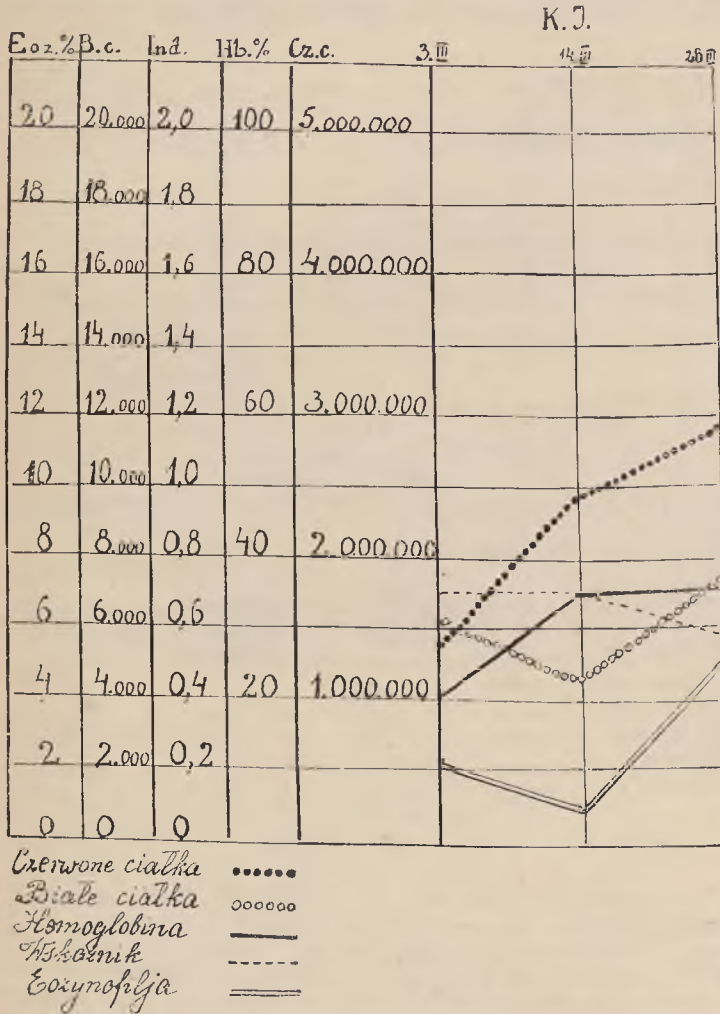 K. J.
Eoz.% B.c. Ind. Hb.% Cz.c. 3.III 14.III 28.III
20 20.000 2,0 100 5.000.000
18 18.000 1,8
16 16.000 1,6 80 4.000.000
14 14.000 1,4
12 12.000 1,2 60 3.000.000
10 10.000 1,0
8 8.000 0,8 40 2.000.000
6 6.000 0,6
4 4.000 0,4 20 1.000.000
2 2.000 0,2
0 0 0
Czerwone ciałka
Białe ciałka
Hemoglobina
Wskaźnik
Eozynofilja